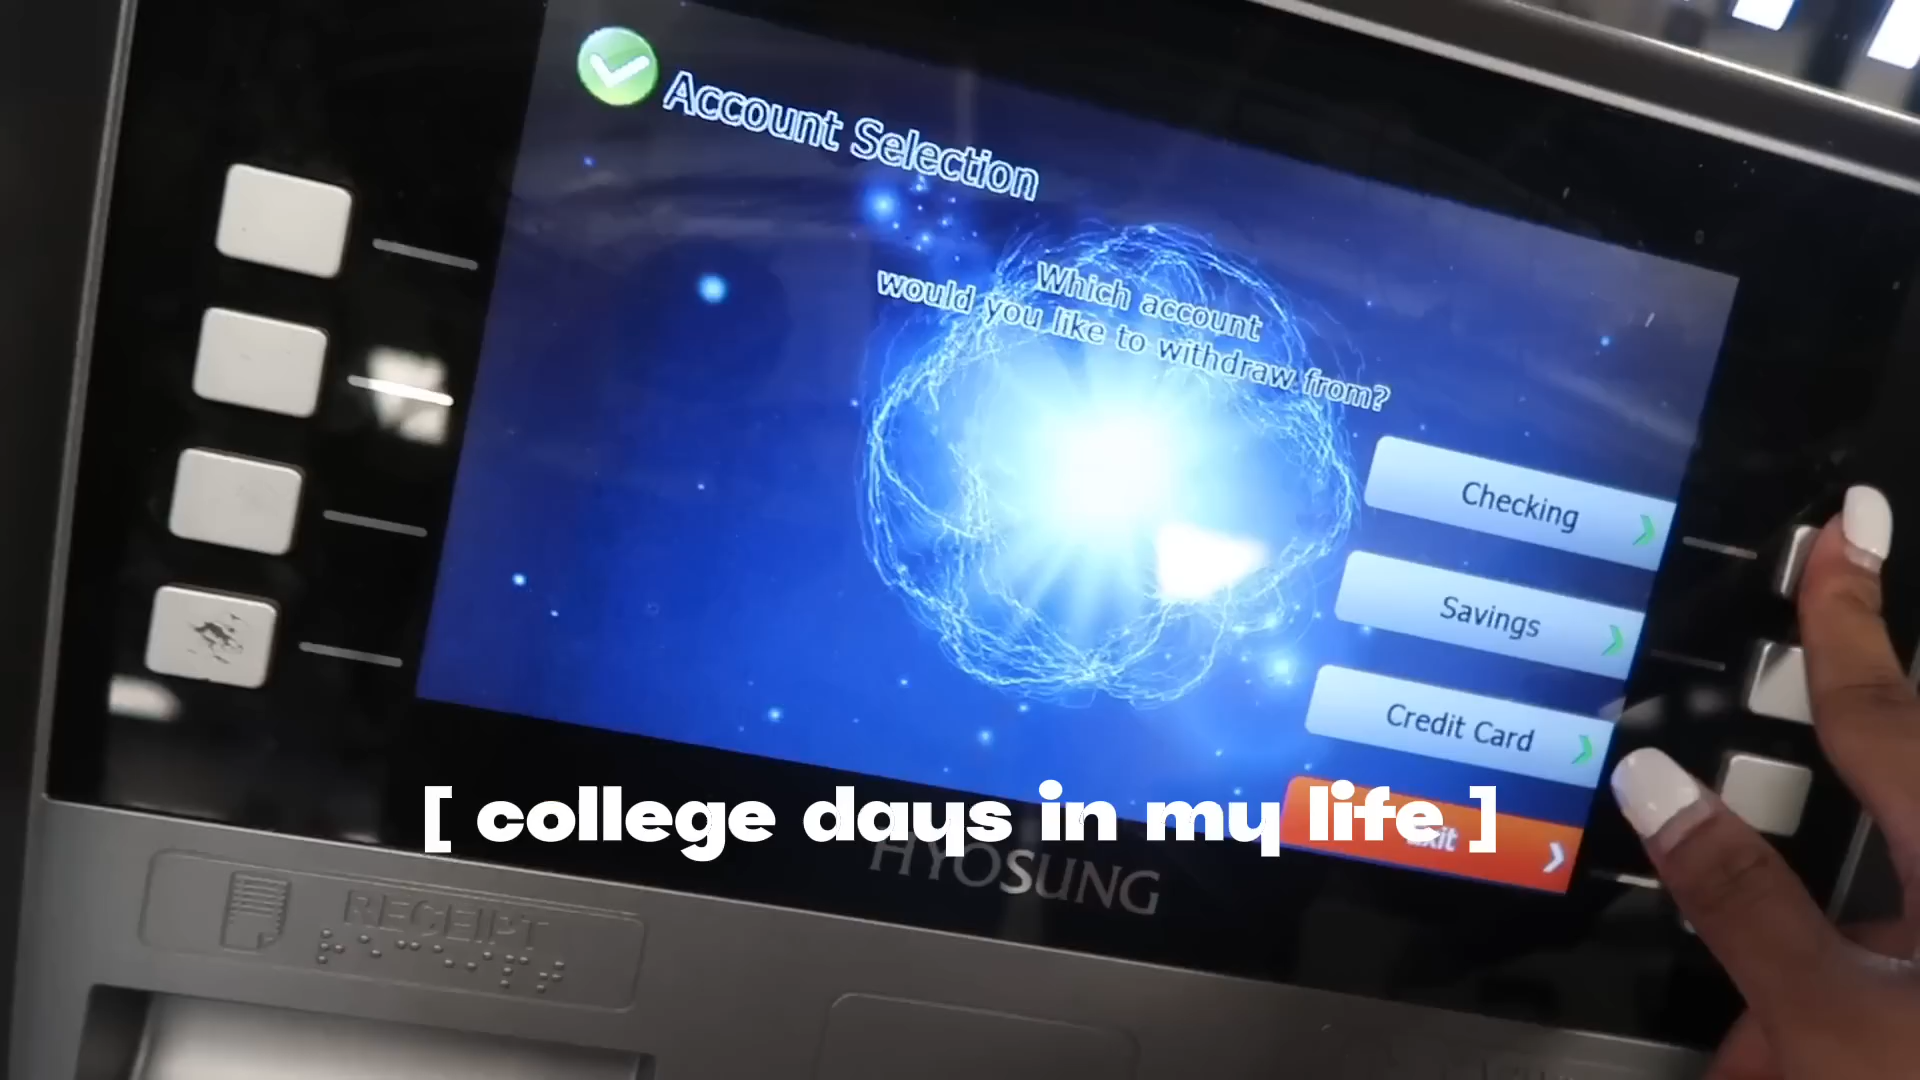 Account Selection
Which account
would you like to withdraw from?
Checking
Savings
Credit Card
Exit
[ college days in my life ]
HYOSUNG
RECEIPT